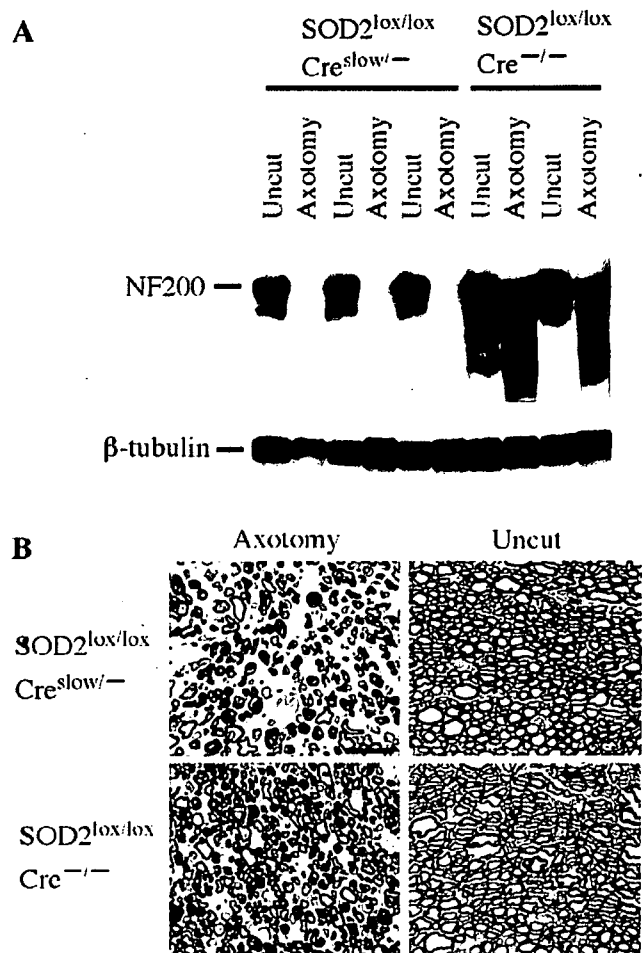 A
SOD2lox/lox
Creslow/−
SOD2lox/lox
Cre−/−
Uncut
Axotomy
Uncut
Axotomy
Uncut
Axotomy
Uncut
Axotomy
Uncut
Axotomy
NF200
β-tubulin
B
Axotomy
Uncut
SOD2lox/lox
Creslow/−
SOD2lox/lox
Cre−/−